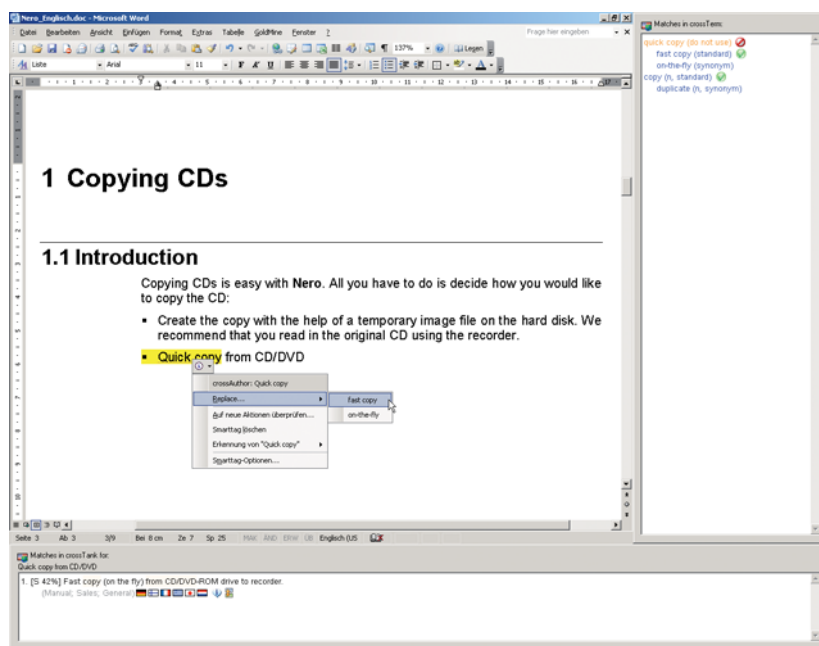 Nero_Englisch.doc - Microsoft Word
Datei Bearbeiten Ansicht Einfügen Format Extras Tabelle GoldMine Fenster ?
Frage hier eingeben
137%
Legen
Liste Arial 11 F K U
1 Copying CDs
1.1 Introduction
Copying CDs is easy with Nero. All you have to do is decide how you would like
to copy the CD:
▪ Create the copy with the help of a temporary image file on the hard disk. We
recommend that you read in the original CD using the recorder.
▪ Quick copy from CD/DVD
crossAuthor: Quick copy
Replace...
Auf neue Aktionen überprüfen...
Smarttag löschen
Erkennung von "Quick copy"
Smarttag-Optionen...
fast copy
on-the-fly
Seite 3 Ab 3 3/9 Bei 8 cm Ze 7 Sp 25 MAK ÄND ERW ÜB Englisch (US
Matches in crossTerm:
quick copy (do not use)
fast copy (standard)
on-the-fly (synonym)
copy (n, standard)
duplicate (n, synonym)
Matches in crossTank for:
Quick copy from CD/DVD
1. [S 42%] Fast copy (on the fly) from CD/DVD-ROM drive to recorder.
(Manual; Sales; General)